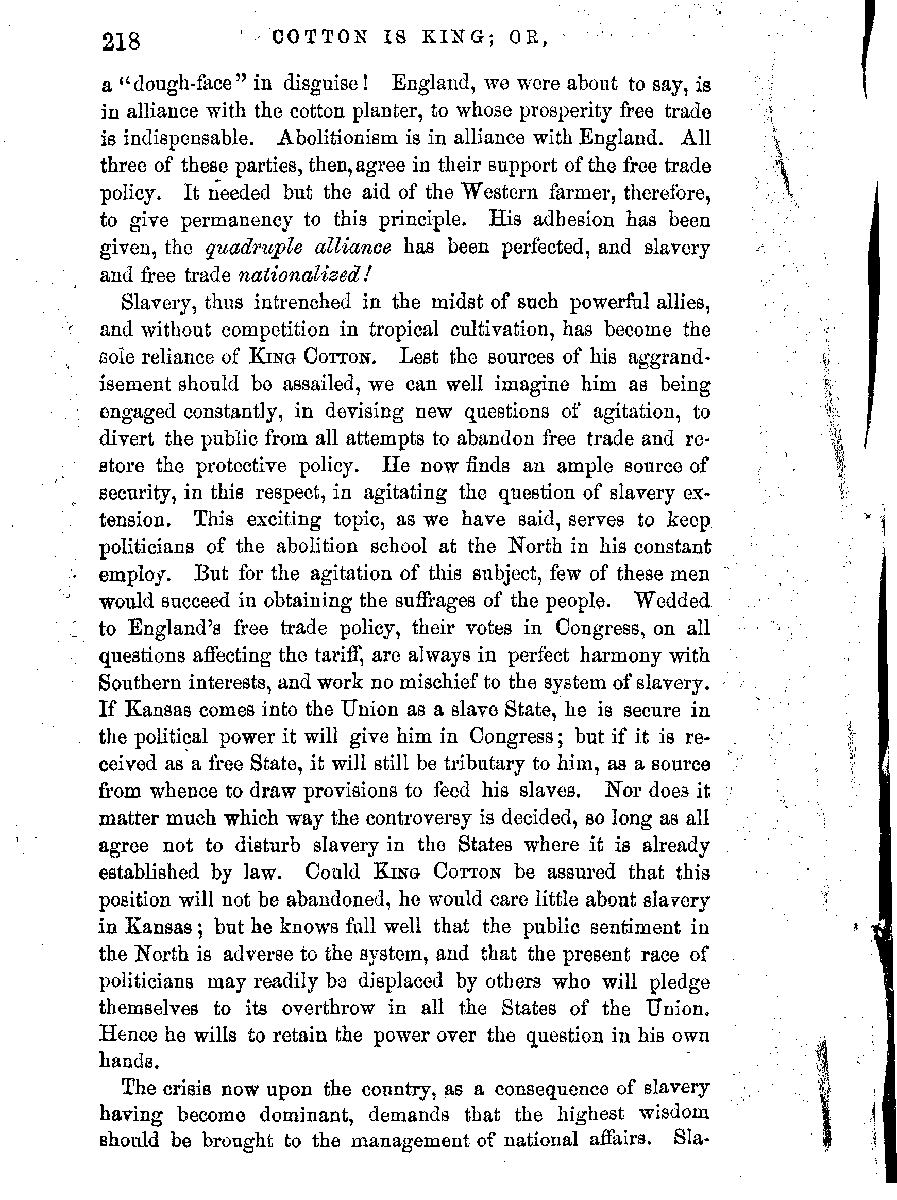 218 COTTON IS KING; OR,
a "dough-face" in disguise! England, we were about to say, is
in alliance with the cotton planter, to whose prosperity free trade
is indispensable. Abolitionism is in alliance with England. All
three of these parties, then, agree in their support of the free trade
policy. It needed but the aid of the Western farmer, therefore,
to give permanency to this principle. His adhesion has been
given, the quadruple alliance has been perfected, and slavery
and free trade nationalized!
Slavery, thus intrenched in the midst of such powerful allies,
and without competition in tropical cultivation, has become the
sole reliance of KING COTTON. Lest the sources of his aggrand-
isement should be assailed, we can well imagine him as being
engaged constantly, in devising new questions of agitation, to
divert the public from all attempts to abandon free trade and re-
store the protective policy. He now finds an ample source of
security, in this respect, in agitating the question of slavery ex-
tension. This exciting topic, as we have said, serves to keep
politicians of the abolition school at the North in his constant
employ. But for the agitation of this subject, few of these men
would succeed in obtaining the suffrages of the people. Wedded
to England's free trade policy, their votes in Congress, on all
questions affecting the tariff, are always in perfect harmony with
Southern interests, and work no mischief to the system of slavery.
If Kansas comes into the Union as a slave State, he is secure in
the political power it will give him in Congress; but if it is re-
ceived as a free State, it will still be tributary to him, as a source
from whence to draw provisions to feed his slaves. Nor does it
matter much which way the controversy is decided, so long as all
agree not to disturb slavery in the States where it is already
established by law. Could KING COTTON be assured that this
position will not be abandoned, he would care little about slavery
in Kansas; but he knows full well that the public sentiment in
the North is adverse to the system, and that the present race of
politicians may readily be displaced by others who will pledge
themselves to its overthrow in all the States of the Union.
Hence he wills to retain the power over the question in his own
hands.
The crisis now upon the country, as a consequence of slavery
having become dominant, demands that the highest wisdom
should be brought to the management of national affairs. Sla-